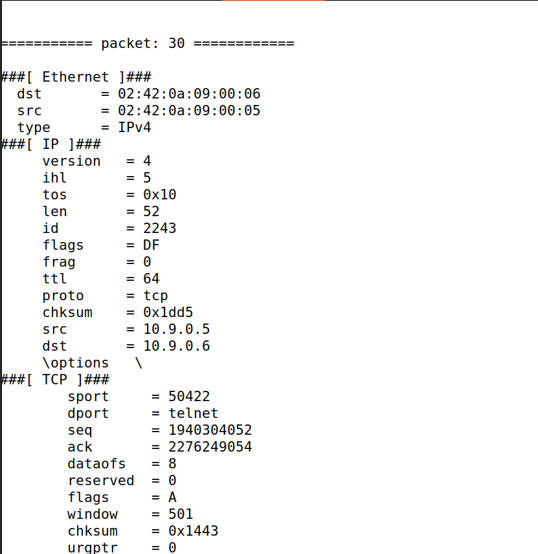 =========== packet: 30 ============
###[ Ethernet ]###
  dst       = 02:42:0a:09:00:06
  src       = 02:42:0a:09:00:05
  type      = IPv4
###[ IP ]###
     version   = 4
     ihl       = 5
     tos       = 0x10
     len       = 52
     id        = 2243
     flags     = DF
     frag      = 0
     ttl       = 64
     proto     = tcp
     chksum    = 0x1dd5
     src       = 10.9.0.5
     dst       = 10.9.0.6
     \options   \
###[ TCP ]###
        sport     = 50422
        dport     = telnet
        seq       = 1940304052
        ack       = 2276249054
        dataofs   = 8
        reserved  = 0
        flags     = A
        window    = 501
        chksum    = 0x1443
        urgptr    = 0